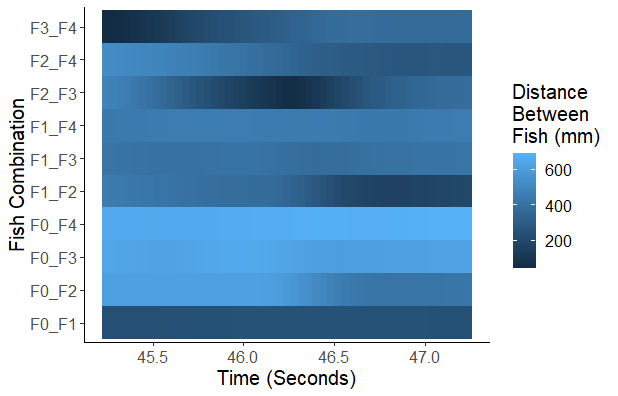 F3_F4
F2_F4
F2_F3
F1_F4
F1_F3
F1_F2
F0_F4
F0_F3
F0_F2
F0_F1
Fish Combination
45.5 46.0 46.5 47.0
Time (Seconds)
Distance
Between
Fish (mm)
600
400
200